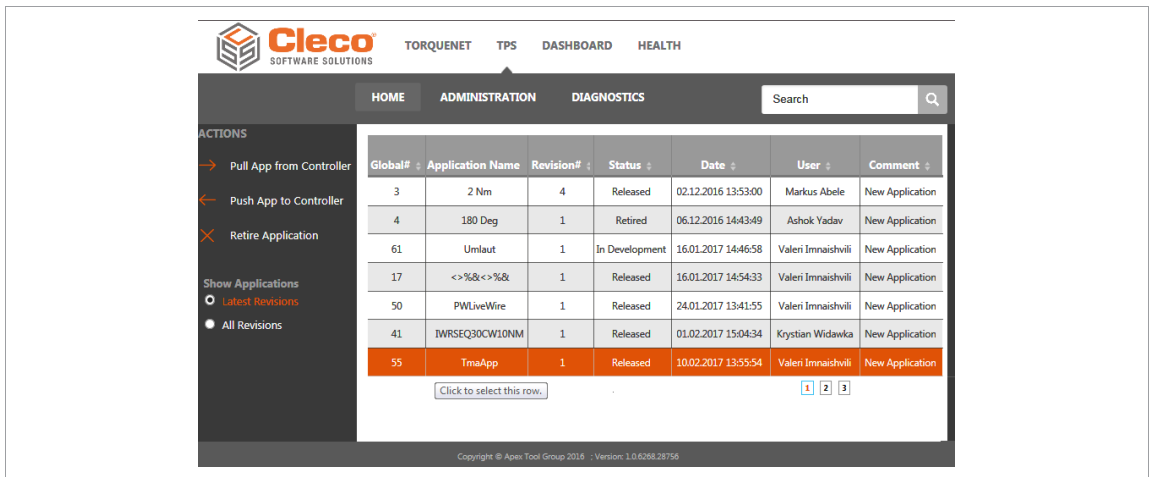 Cleco®
SOFTWARE SOLUTIONS
TORQUENET TPS DASHBOARD HEALTH
HOME ADMINISTRATION DIAGNOSTICS Search
ACTIONS
Pull App from Controller
Push App to Controller
Retire Application
Show Applications
Latest Revisions
All Revisions
Global# Application Name Revision# Status Date User Comment
3 2 Nm 4 Released 02.12.2016 13:53:00 Markus Abele New Application
4 180 Deg 1 Retired 06.12.2016 14:43:49 Ashok Yadav New Application
61 Umlaut 1 In Development 16.01.2017 14:46:58 Valeri Imnaishvili New Application
17 <>%&<>%& 1 Released 16.01.2017 14:54:33 Valeri Imnaishvili New Application
50 PWLiveWire 1 Released 24.01.2017 13:41:55 Valeri Imnaishvili New Application
41 IWRSEQ30CW10NM 1 Released 01.02.2017 15:04:34 Krystian Widawka New Application
55 TmaApp 1 Released 10.02.2017 13:55:54 Valeri Imnaishvili New Application
Click to select this row. 1 2 3
Copyright © Apex Tool Group 2016 ; Version: 1.0.6268.28756